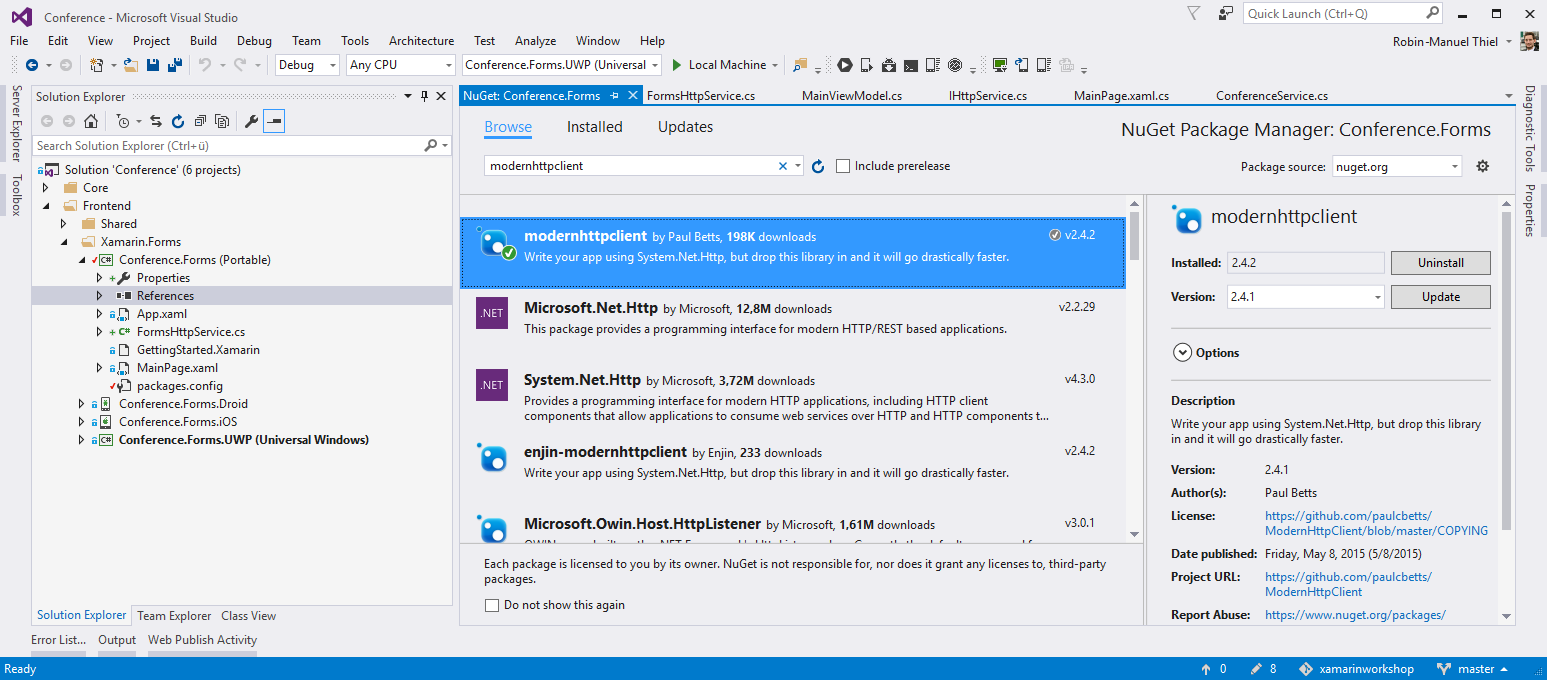 Conference - Microsoft Visual Studio
Quick Launch (Ctrl+Q)
File Edit View Project Build Debug Team Tools Architecture Test Analyze Window Help
Robin-Manuel Thiel
Debug Any CPU Conference.Forms.UWP (Universal Local Machine
Server Explorer
Toolbox
Solution Explorer
Search Solution Explorer (Ctrl+ü)
Solution 'Conference' (6 projects)
Core
Frontend
Shared
Xamarin.Forms
Conference.Forms (Portable)
Properties
References
App.xaml
FormsHttpService.cs
GettingStarted.Xamarin
MainPage.xaml
packages.config
Conference.Forms.Droid
Conference.Forms.iOS
Conference.Forms.UWP (Universal Windows)
Solution Explorer Team Explorer Class View
NuGet: Conference.Forms FormsHttpService.cs MainViewModel.cs IHttpService.cs MainPage.xaml.cs ConferenceService.cs
Browse Installed Updates
NuGet Package Manager: Conference.Forms
modernhttpclient
Include prerelease
Package source: nuget.org
modernhttpclient by Paul Betts, 198K downloads v2.4.2
Write your app using System.Net.Http, but drop this library in and it will go drastically faster.
.NET
Microsoft.Net.Http by Microsoft, 12,8M downloads v2.2.29
This package provides a programming interface for modern HTTP/REST based applications.
.NET
System.Net.Http by Microsoft, 3,72M downloads v4.3.0
Provides a programming interface for modern HTTP applications, including HTTP client
components that allow applications to consume web services over HTTP and HTTP components t...
enjin-modernhttpclient by Enjin, 233 downloads v2.4.2
Write your app using System.Net.Http, but drop this library in and it will go drastically faster.
Microsoft.Owin.Host.HttpListener by Microsoft, 1,61M downloads v3.0.1
Each package is licensed to you by its owner. NuGet is not responsible for, nor does it grant any licenses to, third-party
packages.
Do not show this again
modernhttpclient
Installed: 2.4.2 Uninstall
Version: 2.4.1 Update
Options
Description
Write your app using System.Net.Http, but drop this library
in and it will go drastically faster.
Version: 2.4.1
Author(s): Paul Betts
License: https://github.com/paulcbetts/
ModernHttpClient/blob/master/COPYING
Date published: Friday, May 8, 2015 (5/8/2015)
Project URL: https://github.com/paulcbetts/
ModernHttpClient
Report Abuse: https://www.nuget.org/packages/
Diagnostic Tools
Properties
Error List... Output Web Publish Activity
Ready
0 8 xamarinworkshop master